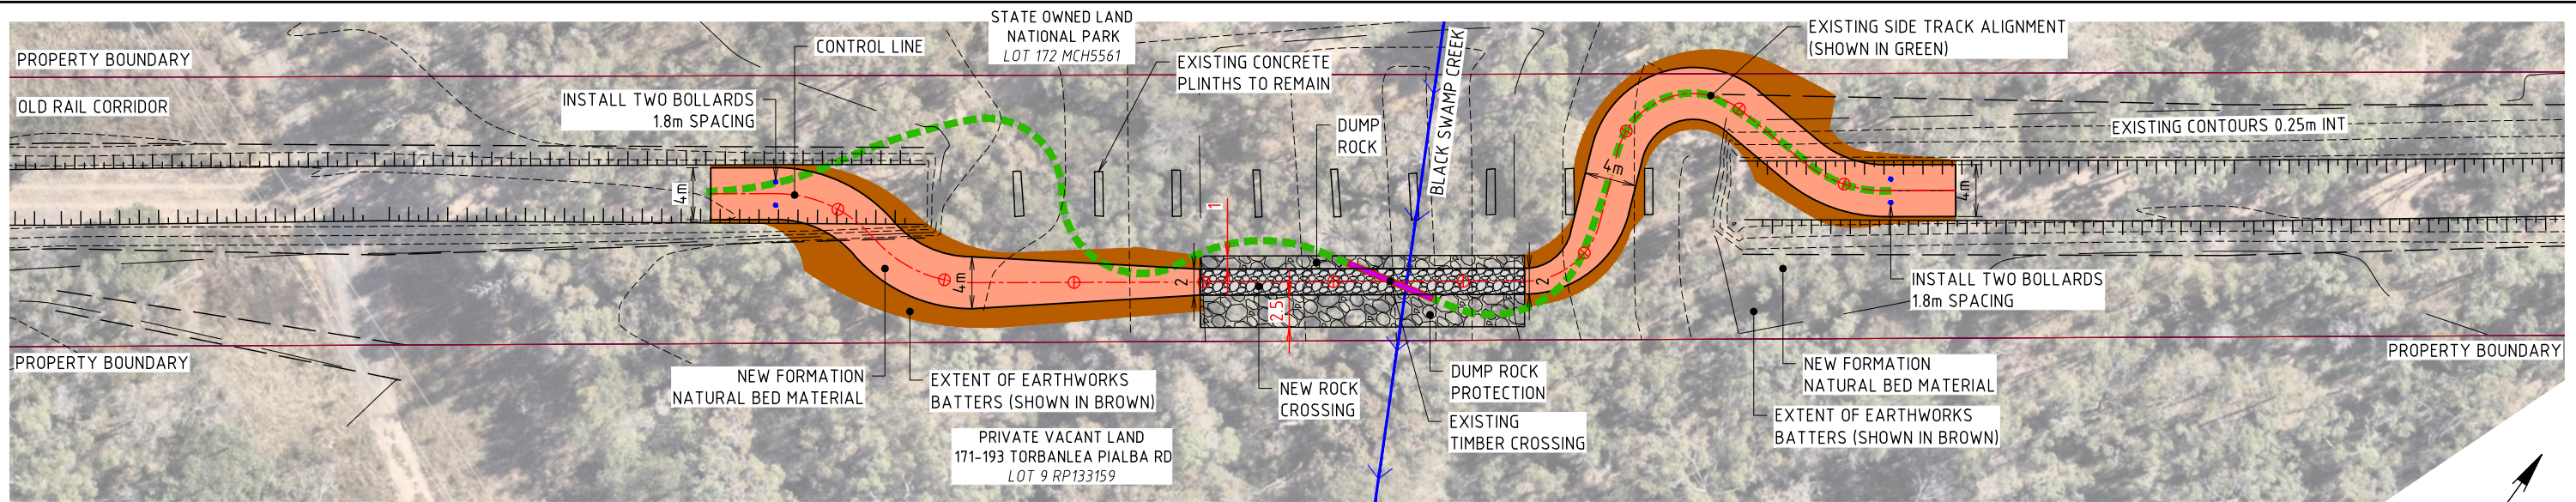 STATE OWNED LAND
NATIONAL PARK
LOT 172 MCH5561
CONTROL LINE
EXISTING SIDE TRACK ALIGNMENT
(SHOWN IN GREEN)
PROPERTY BOUNDARY
EXISTING CONCRETE
PLINTHS TO REMAIN
BLACK SWAMP CREEK
OLD RAIL CORRIDOR
INSTALL TWO BOLLARDS
1.8m SPACING
DUMP
ROCK
EXISTING CONTOURS 0.25m INT
4m
4m
4m
1
4m
2
2.5
2
INSTALL TWO BOLLARDS
1.8m SPACING
PROPERTY BOUNDARY
PROPERTY BOUNDARY
NEW FORMATION
NATURAL BED MATERIAL
EXTENT OF EARTHWORKS
BATTERS (SHOWN IN BROWN)
NEW ROCK
CROSSING
DUMP ROCK
PROTECTION
EXISTING
TIMBER CROSSING
NEW FORMATION
NATURAL BED MATERIAL
EXTENT OF EARTHWORKS
BATTERS (SHOWN IN BROWN)
PRIVATE VACANT LAND
171-193 TORBANLEA PIALBA RD
LOT 9 RP133159